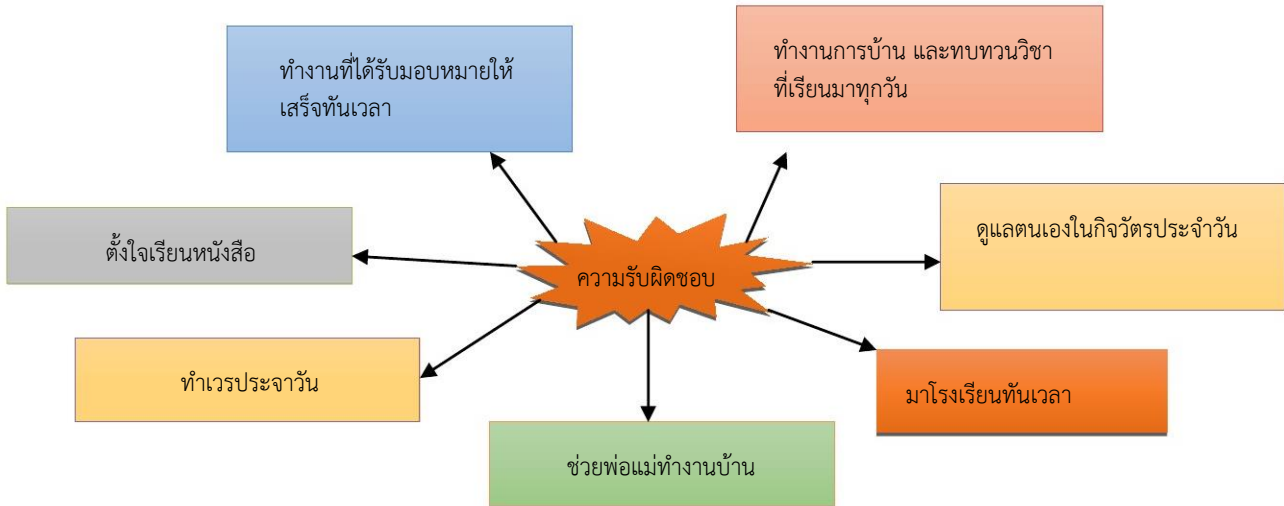 ทำงานที่ได้รับมอบหมายให้
เสร็จทันเวลา
ทำงานการบ้าน และทบทวนวิชา
ที่เรียนมาทุกวัน
ตั้งใจเรียนหนังสือ
ความรับผิดชอบ
ดูแลตนเองในกิจวัตรประจำวัน
ทำเวรประจาวัน
มาโรงเรียนทันเวลา
ช่วยพ่อแม่ทำงานบ้าน